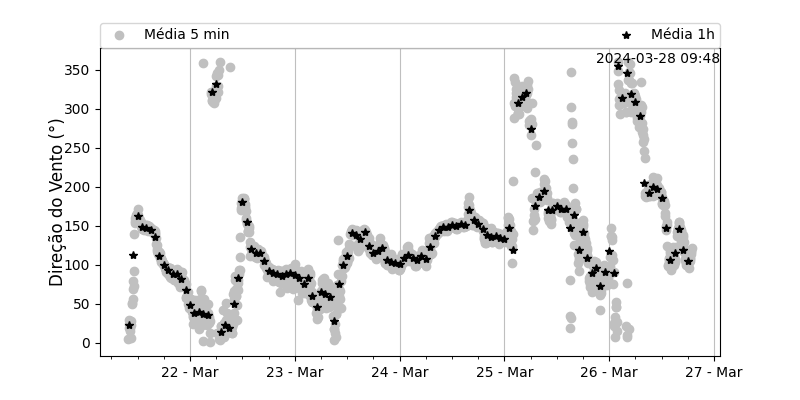 Média 5 min
Média 1h
2024-03-28 09:48
Direção do Vento (°)
350
300
250
200
150
100
50
0
22 - Mar
23 - Mar
24 - Mar
25 - Mar
26 - Mar
27 - Mar